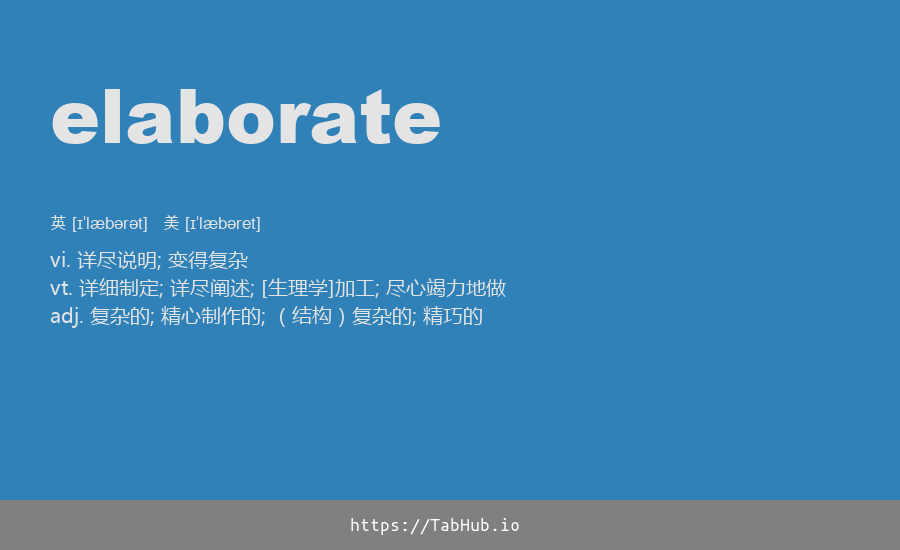 elaborate
英 [ɪˈlæbərət] 美 [ɪˈlæbəret]
vi. 详尽说明; 变得复杂
vt. 详细制定; 详尽阐述; [生理学]加工; 尽心竭力地做
adj. 复杂的; 精心制作的; （结构）复杂的; 精巧的
https://TabHub.io